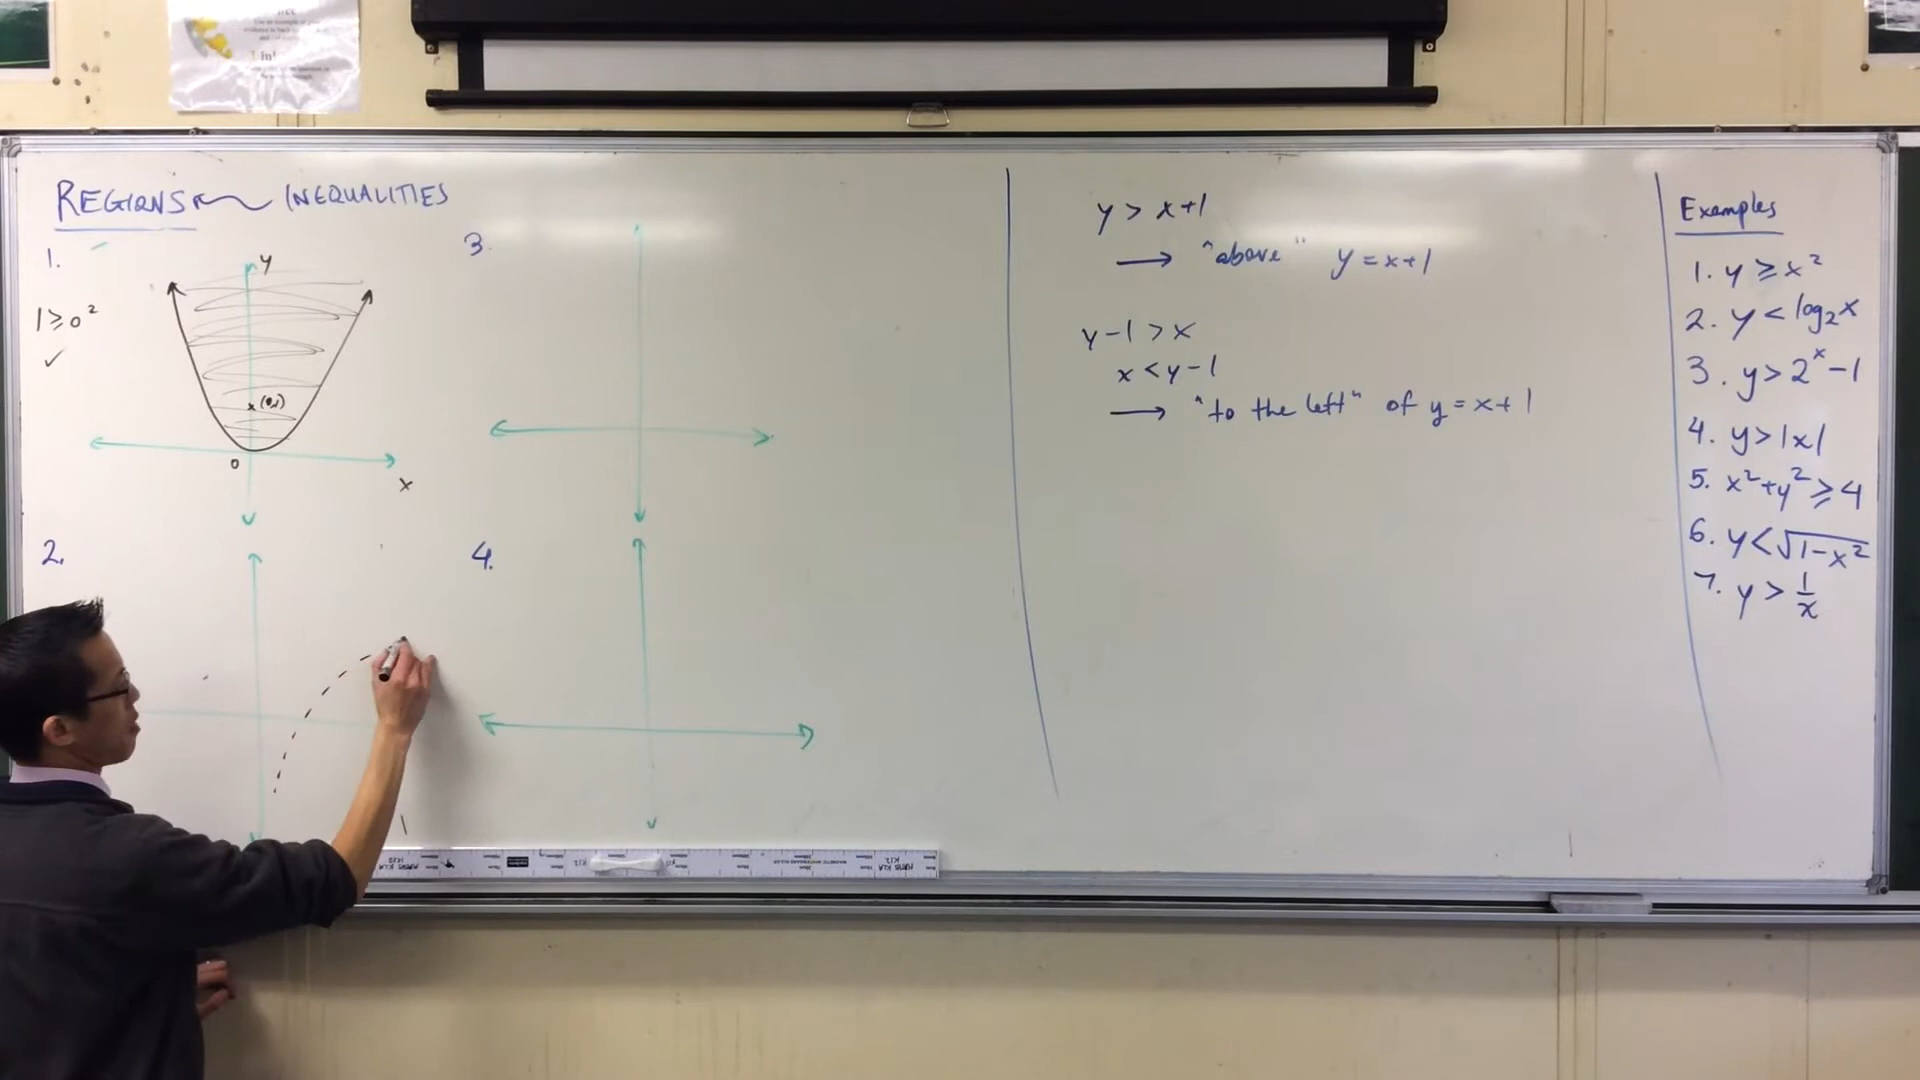 REGIONS INEQUALITIES
1.
y
1 ≥ 0²
✓
(0,1)
0
x
2.
3.
4.
y > x+1
→ "above" y = x+1
y-1 > x
x < y-1
→ "to the left" of y = x+1
Examples
1. y ≥ x²
2. y < log₂x
3. y > 2ˣ-1
4. y > |x|
5. x²+y² ≥ 4
6. y < √1-x²
7. y > 1/x